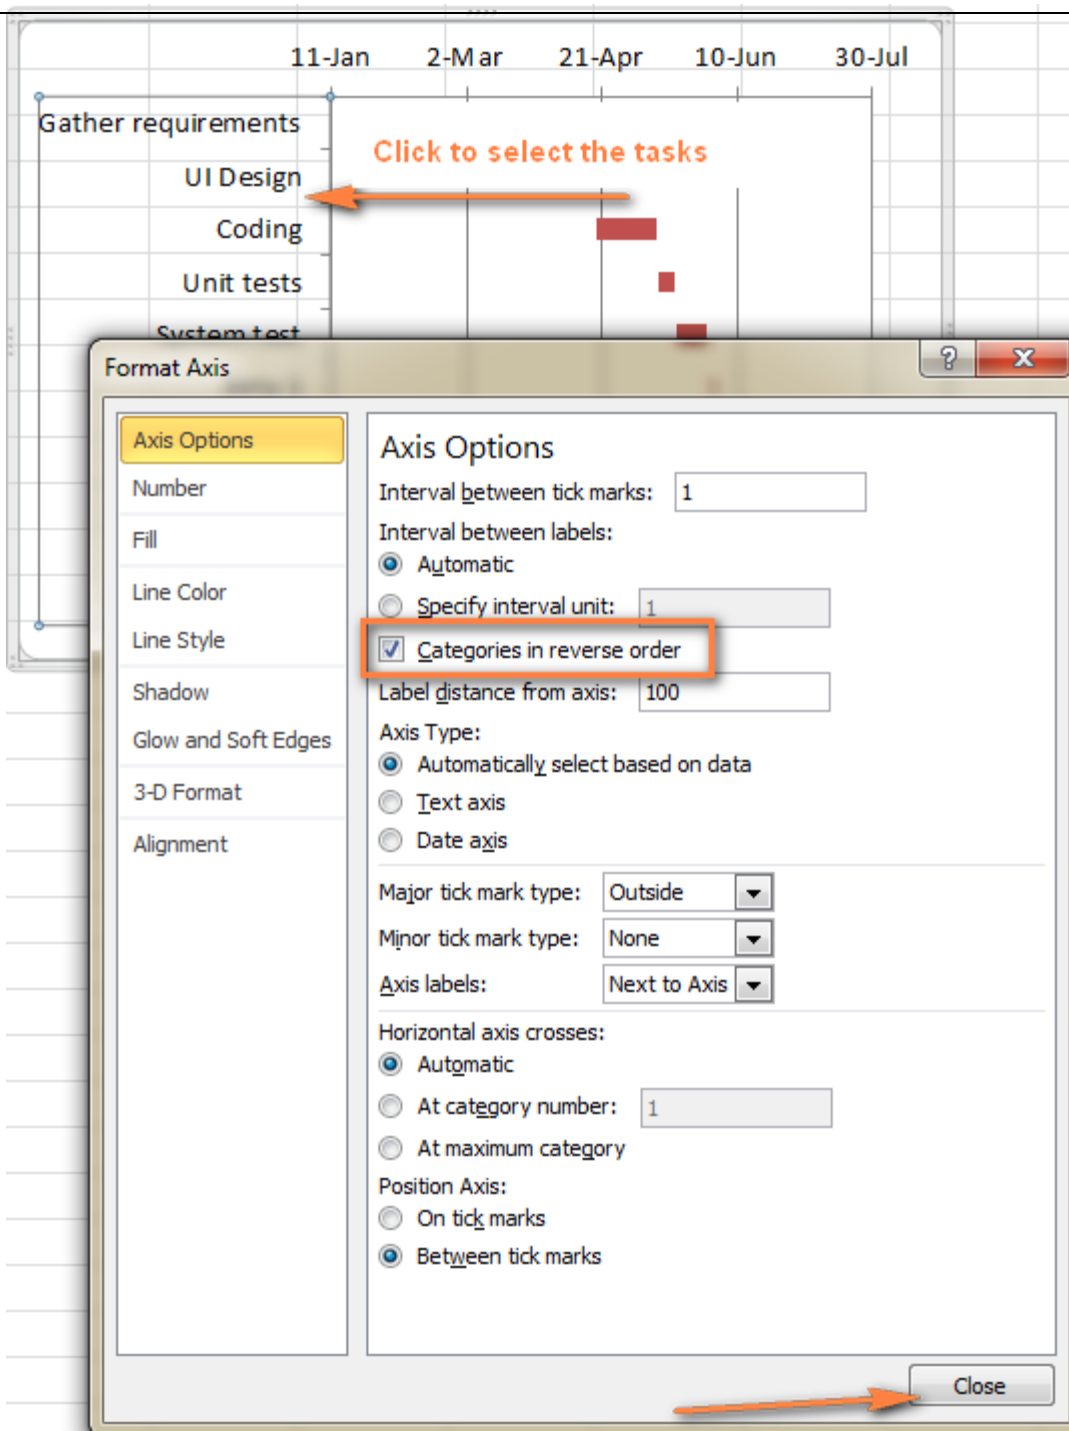 11-Jan 2-Mar 21-Apr 10-Jun 30-Jul
Gather requirements
Click to select the tasks
UI Design
Coding
Unit tests
System test
Format Axis
Axis Options
Number
Fill
Line Color
Line Style
Shadow
Glow and Soft Edges
3-D Format
Alignment
Axis Options
Interval between tick marks: 1
Interval between labels:
Automatic
Specify interval unit: 1
Categories in reverse order
Label distance from axis: 100
Axis Type:
Automatically select based on data
Text axis
Date axis
Major tick mark type: Outside
Minor tick mark type: None
Axis labels: Next to Axis
Horizontal axis crosses:
Automatic
At category number: 1
At maximum category
Position Axis:
On tick marks
Between tick marks
Close